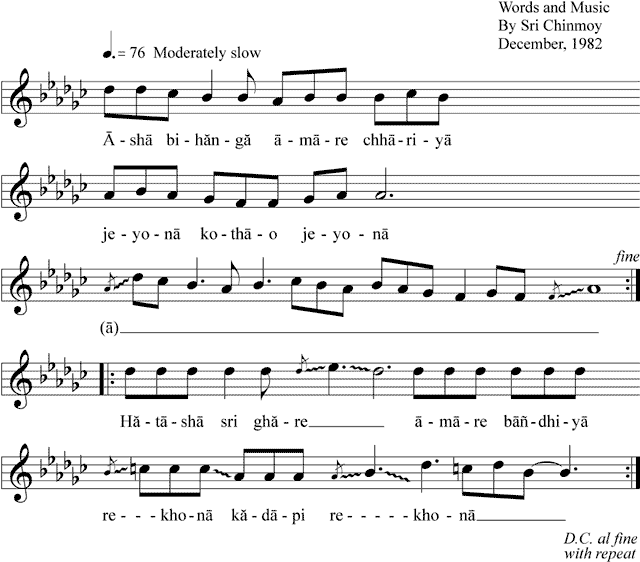 Words and Music
By Sri Chinmoy
December, 1982
♩. = 76 Moderately slow
Ā - shā bi - hăn - gă ā - mā - re chhā - ri - yā
je - yo - nā ko - thā - o je - yo - nā
fine
(ā)
Hă - tā - shā sri ghă - re ā - mā - re bāñ - dhi - yā
re - - - kho - nā kă - dā - pi re - - - - kho - nā
D.C. al fine
with repeat